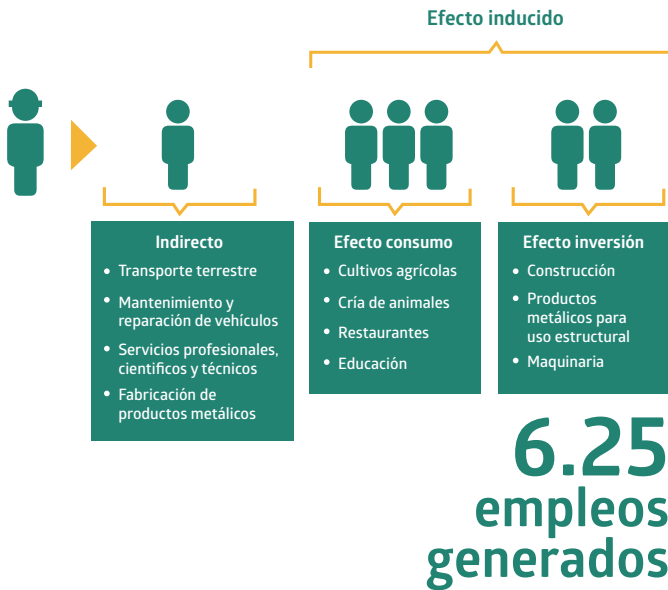 Efecto inducido
Indirecto
• Transporte terrestre
• Mantenimiento y
reparación de vehículos
• Servicios profesionales,
cientificos y técnicos
• Fabricación de
productos metálicos
Efecto consumo
• Cultivos agrícolas
• Cría de animales
• Restaurantes
• Educación
Efecto inversión
• Construcción
• Productos
metálicos para
uso estructural
• Maquinaria
6.25
empleos
generados